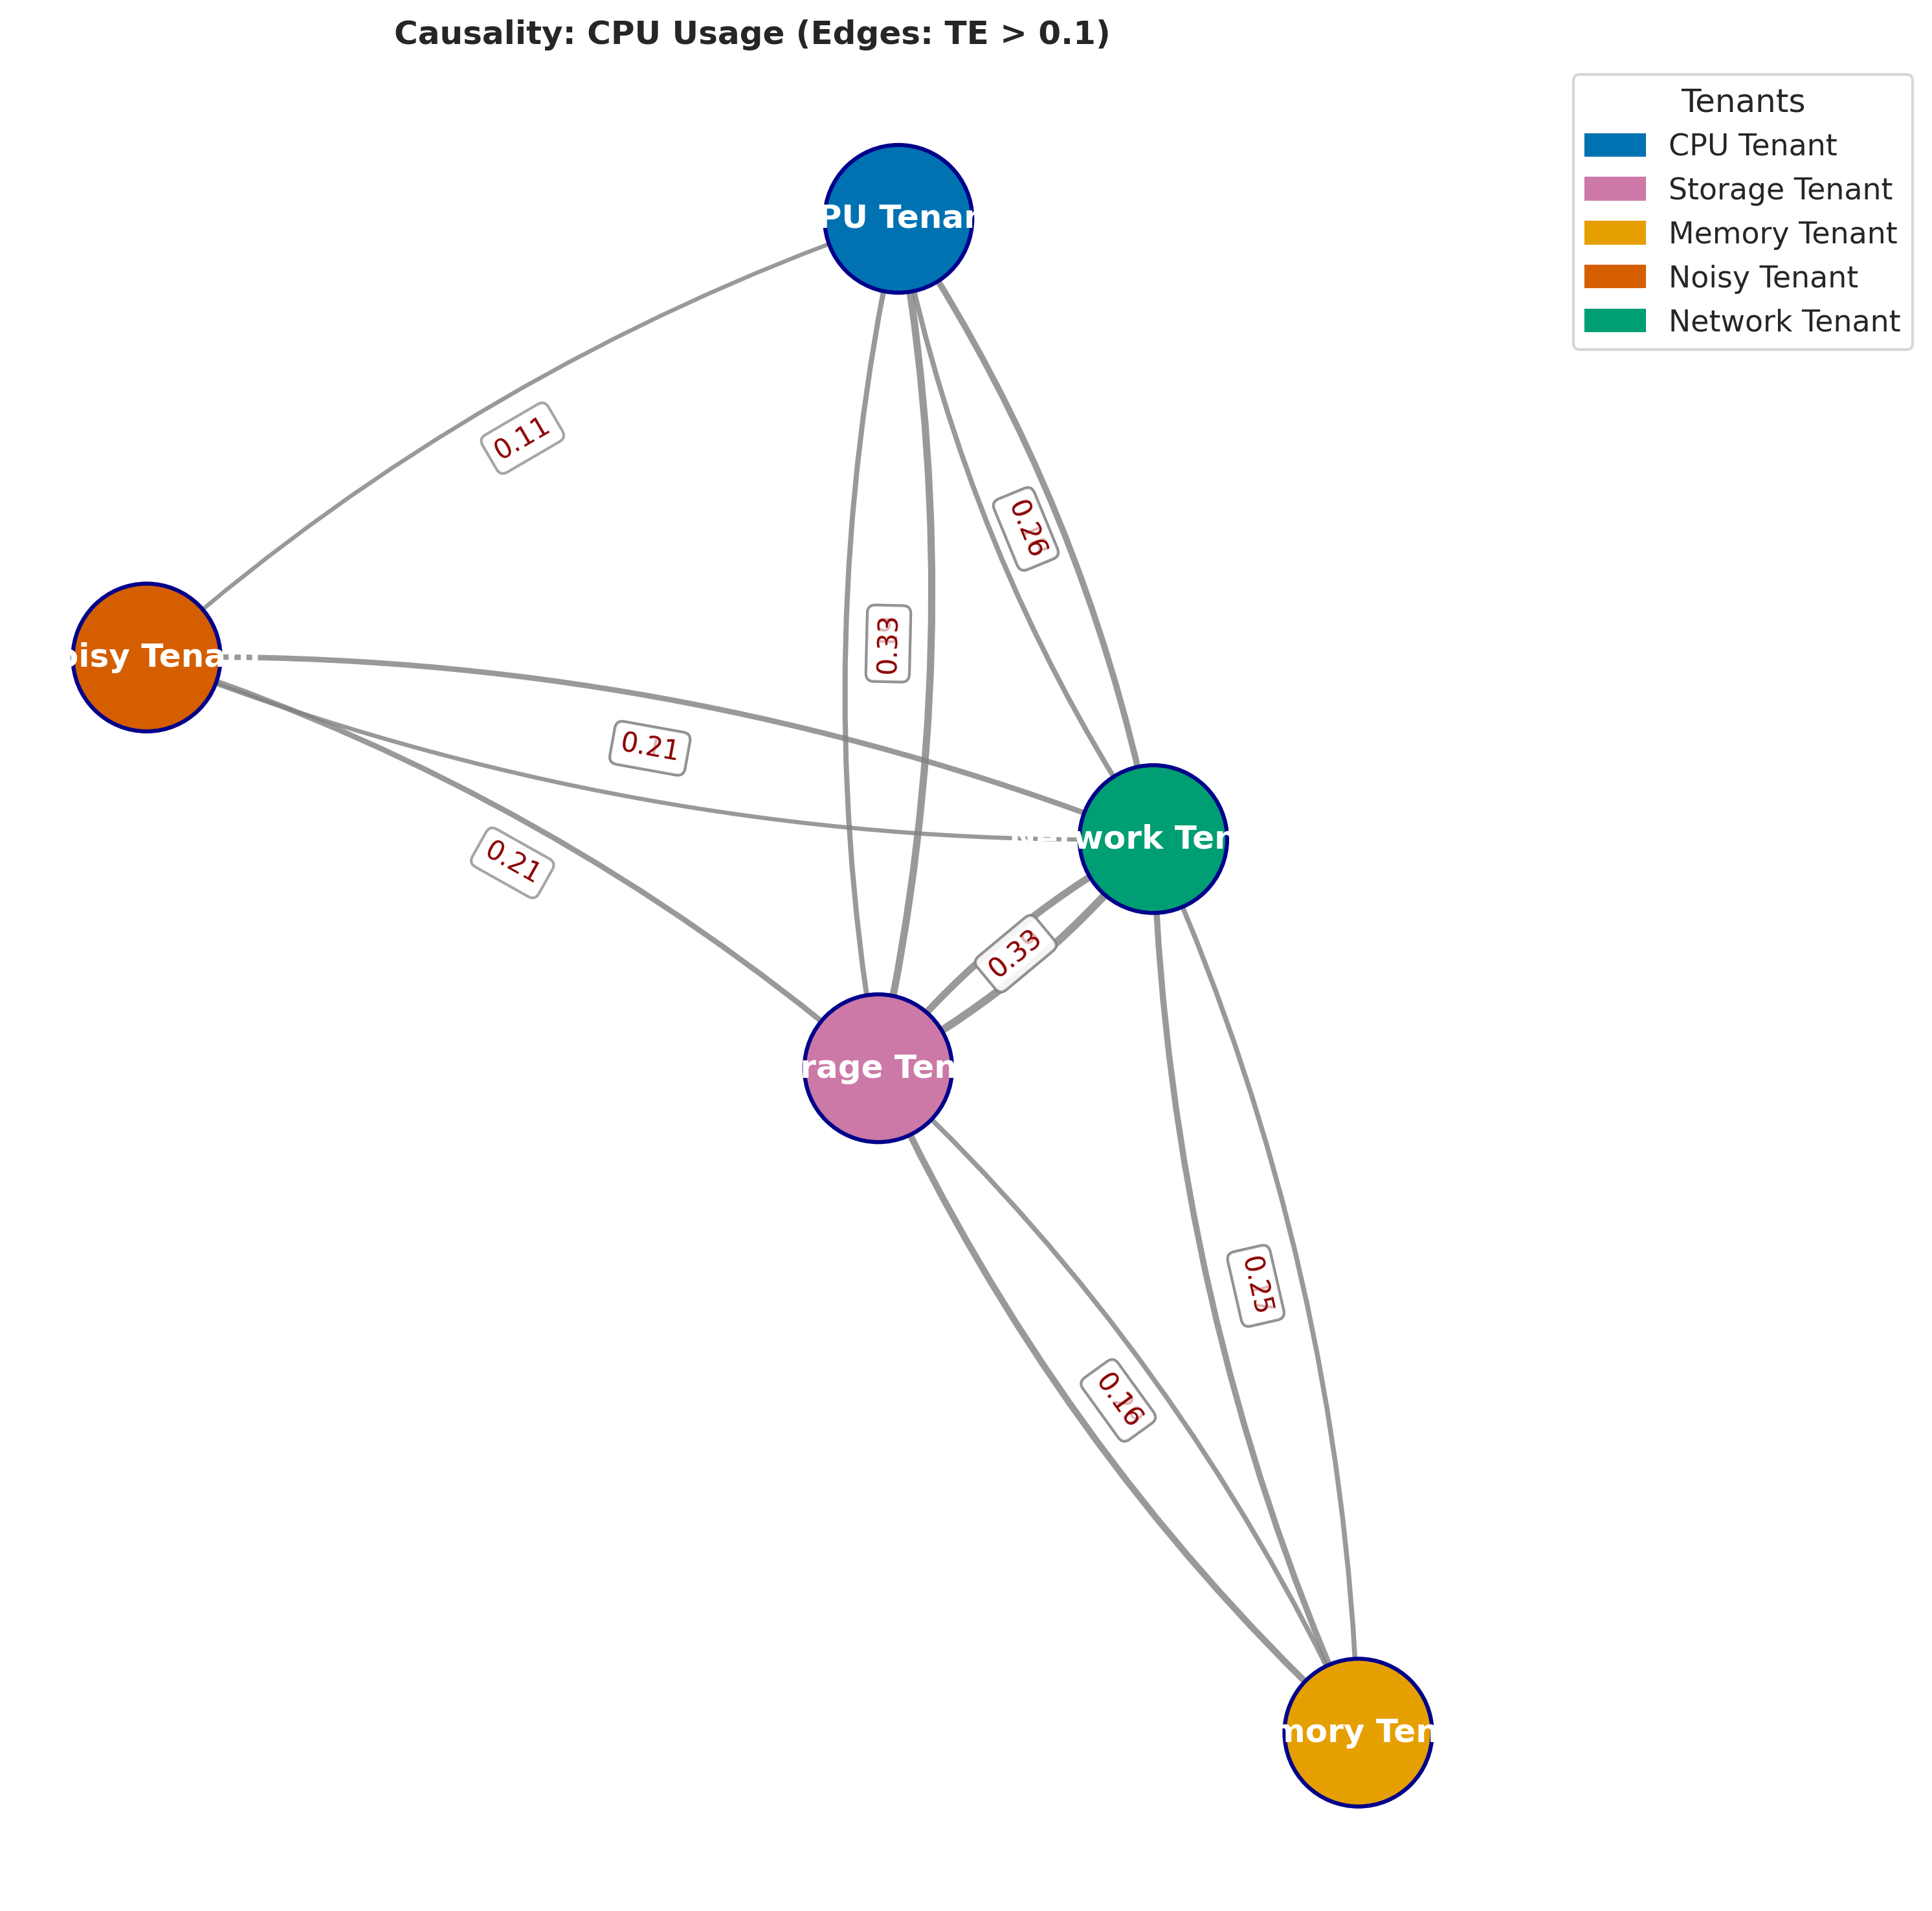 Causality: CPU Usage (Edges: TE > 0.1)
Tenants
CPU Tenant
Storage Tenant
Memory Tenant
Noisy Tenant
Network Tenant
PU Tenan
0.11
0.26
0.33
oisy Tena
0.21
work Ten
0.21
0.33
rage Ten
0.25
0.16
mory Ten